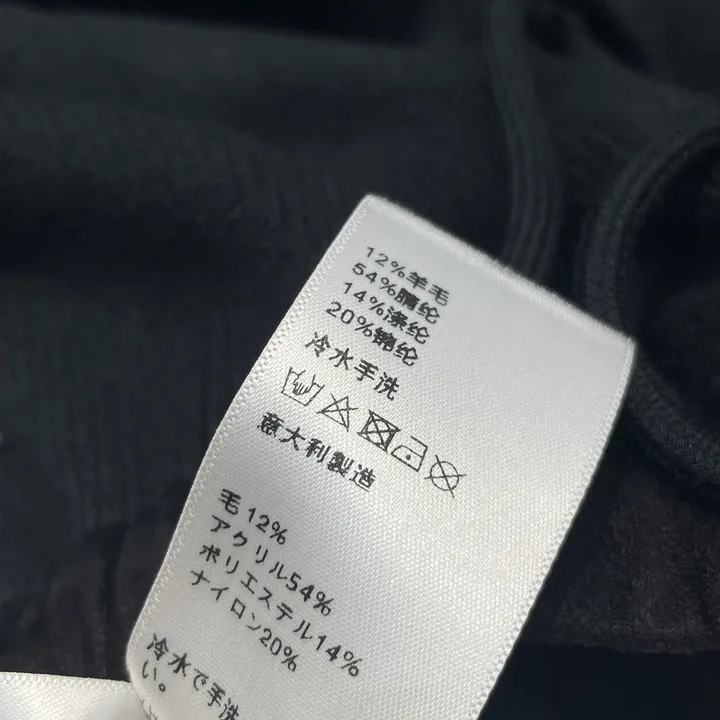 12%羊毛
54%腈纶
14%涤纶
20%锦纶
冷水手洗
意大利製造
毛 12%
アクリル54%
ポリエステル14%
ナイロン20%
冷水で手洗
い。